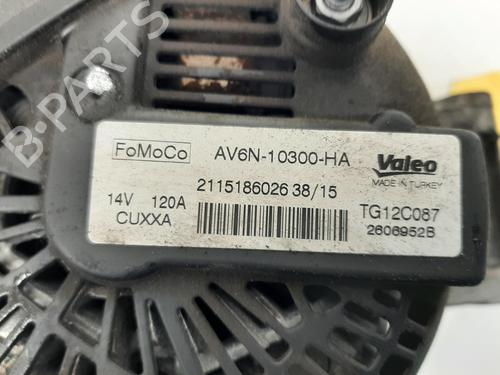 FoMoCo AV6N-10300-HA Valeo
MADE IN TURKEY
2115186026 38/15
14V 120A TG12C087
CUXXA 2606952B
B-PARTS